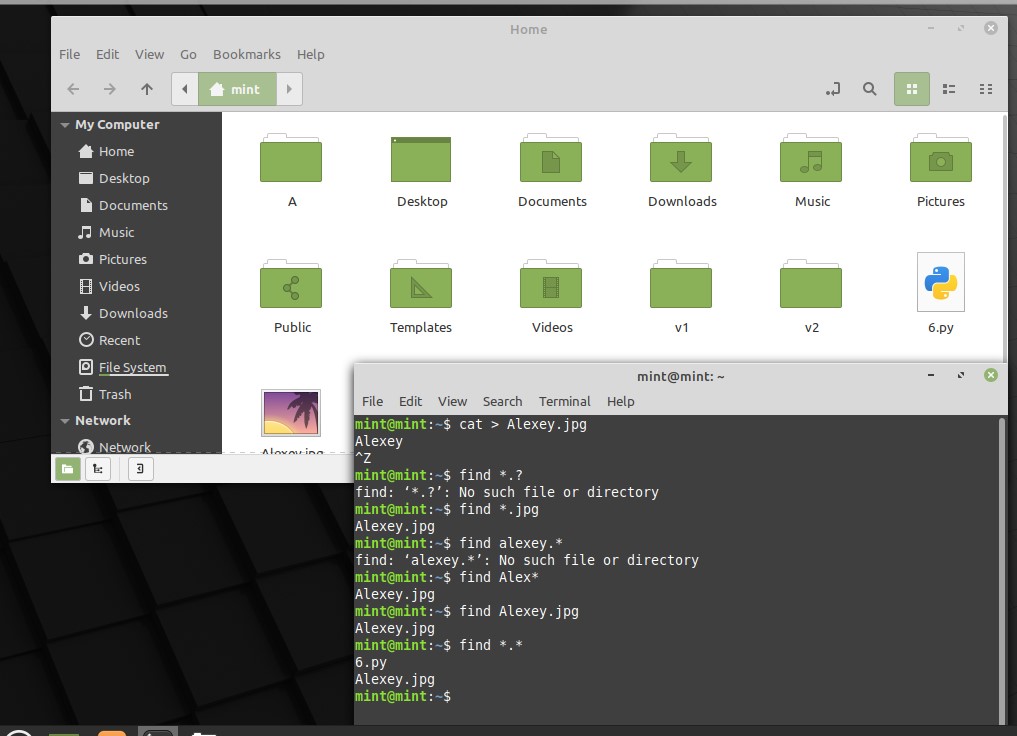 Home
File Edit View Go Bookmarks Help
mint
My Computer
Home
Desktop
Documents
Music
Pictures
Videos
Downloads
Recent
File System
Trash
Network
Network
A Desktop Documents Downloads Music Pictures
Public Templates Videos v1 v2 6.py
Alexey.jpg
mint@mint: ~
File Edit View Search Terminal Help
mint@mint:~$ cat > Alexey.jpg
Alexey
^Z
mint@mint:~$ find *.?
find: ‘*.?’: No such file or directory
mint@mint:~$ find *.jpg
Alexey.jpg
mint@mint:~$ find alexey.*
find: ‘alexey.*’: No such file or directory
mint@mint:~$ find Alex*
Alexey.jpg
mint@mint:~$ find Alexey.jpg
Alexey.jpg
mint@mint:~$ find *.*
6.py
Alexey.jpg
mint@mint:~$